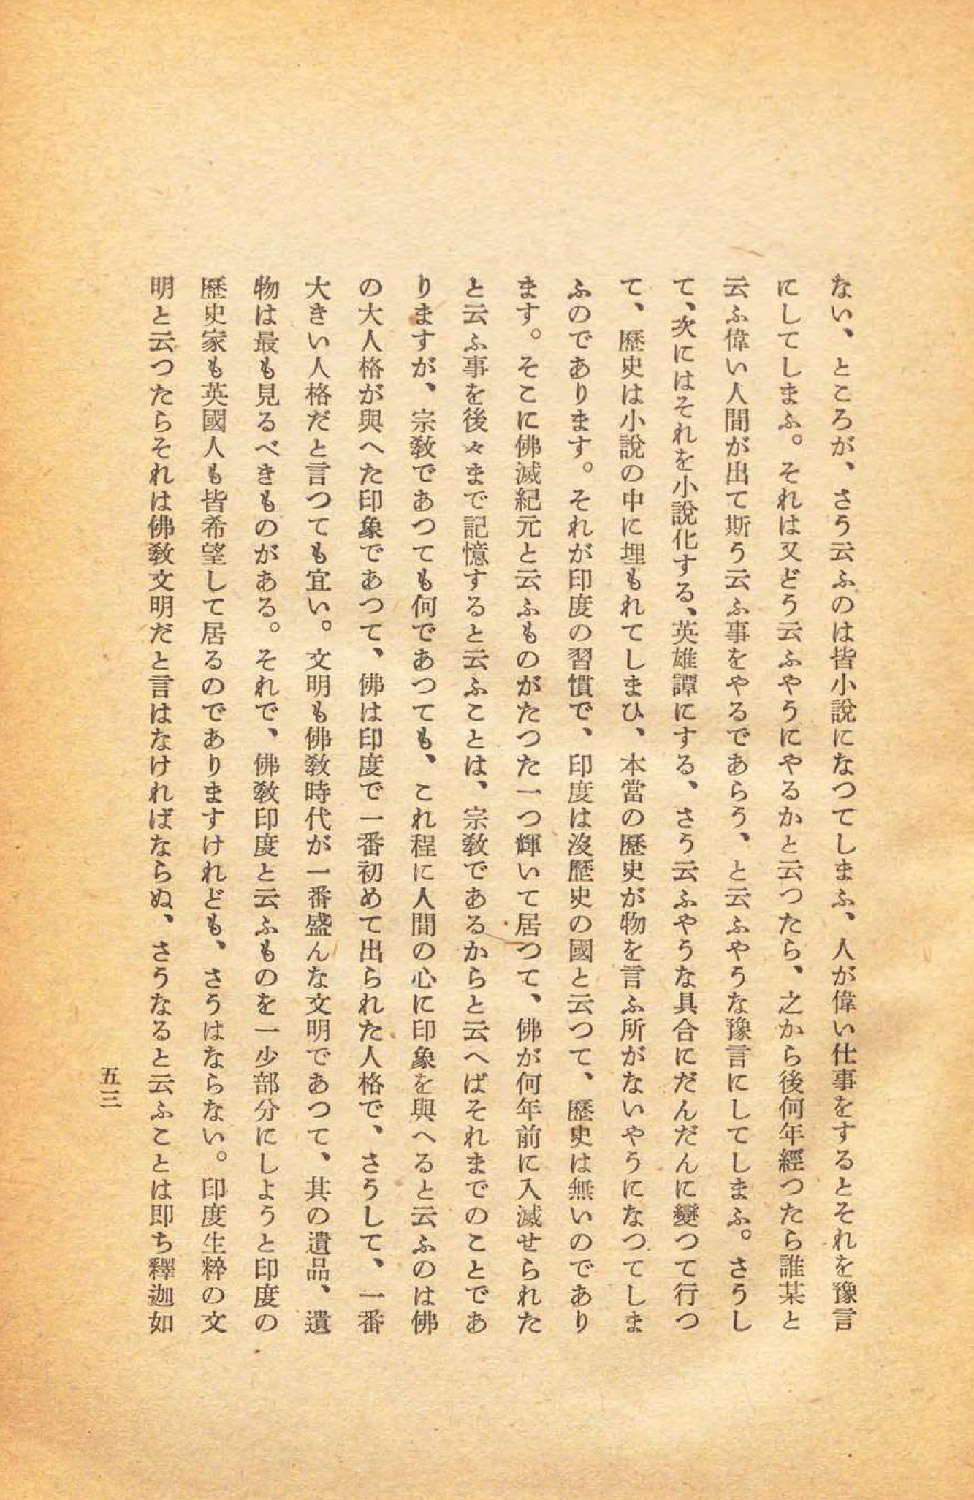 ない、ところが、さう云ふのは皆小說になつてしまふ、人が偉い仕事をするとそれを豫言
にしてしまふ。それは又どう云ふやうにやるかと云つたら、之から後何年經つたら誰某と
云ふ偉い人間が出て斯う云ふ事をやるであらう、と云ふやうな豫言にしてしまふ。さうし
て、次にはそれを小說化する、英雄譚にする、さう云ふやうな具合にだんだんに變つて行つ
て、歷史は小說の中に埋もれてしまひ、本當の歷史が物を言ふ所がないやうになつてしま
ふのであります。それが印度の習慣で、印度は沒歷史の國と云つて、歷史は無いのであり
ます。そこに佛滅紀元と云ふものがたつた一つ輝いて居つて、佛が何年前に入滅せられた
と云ふ事を後々まで記憶すると云ふことは、宗敎であるからと云へばそれまでのことであ
りますが、宗敎であつても何であつても、これ程に人間の心に印象を與へると云ふのは佛
の大人格が與へた印象であつて、佛は印度で一番初めて出られた人格で、さうして、一番
大きい人格だと言つても宜い。文明も佛敎時代が一番盛んな文明であつて、其の遺品、遺
物は最も見るべきものがある。それで、佛敎印度と云ふものを一少部分にしようと印度の
歷史家も英國人も皆希望して居るのでありますけれども、さうはならない。印度生粹の文
明と云つたらそれは佛敎文明だと言はなければならぬ、さうなると云ふことは卽ち釋迦如
五三